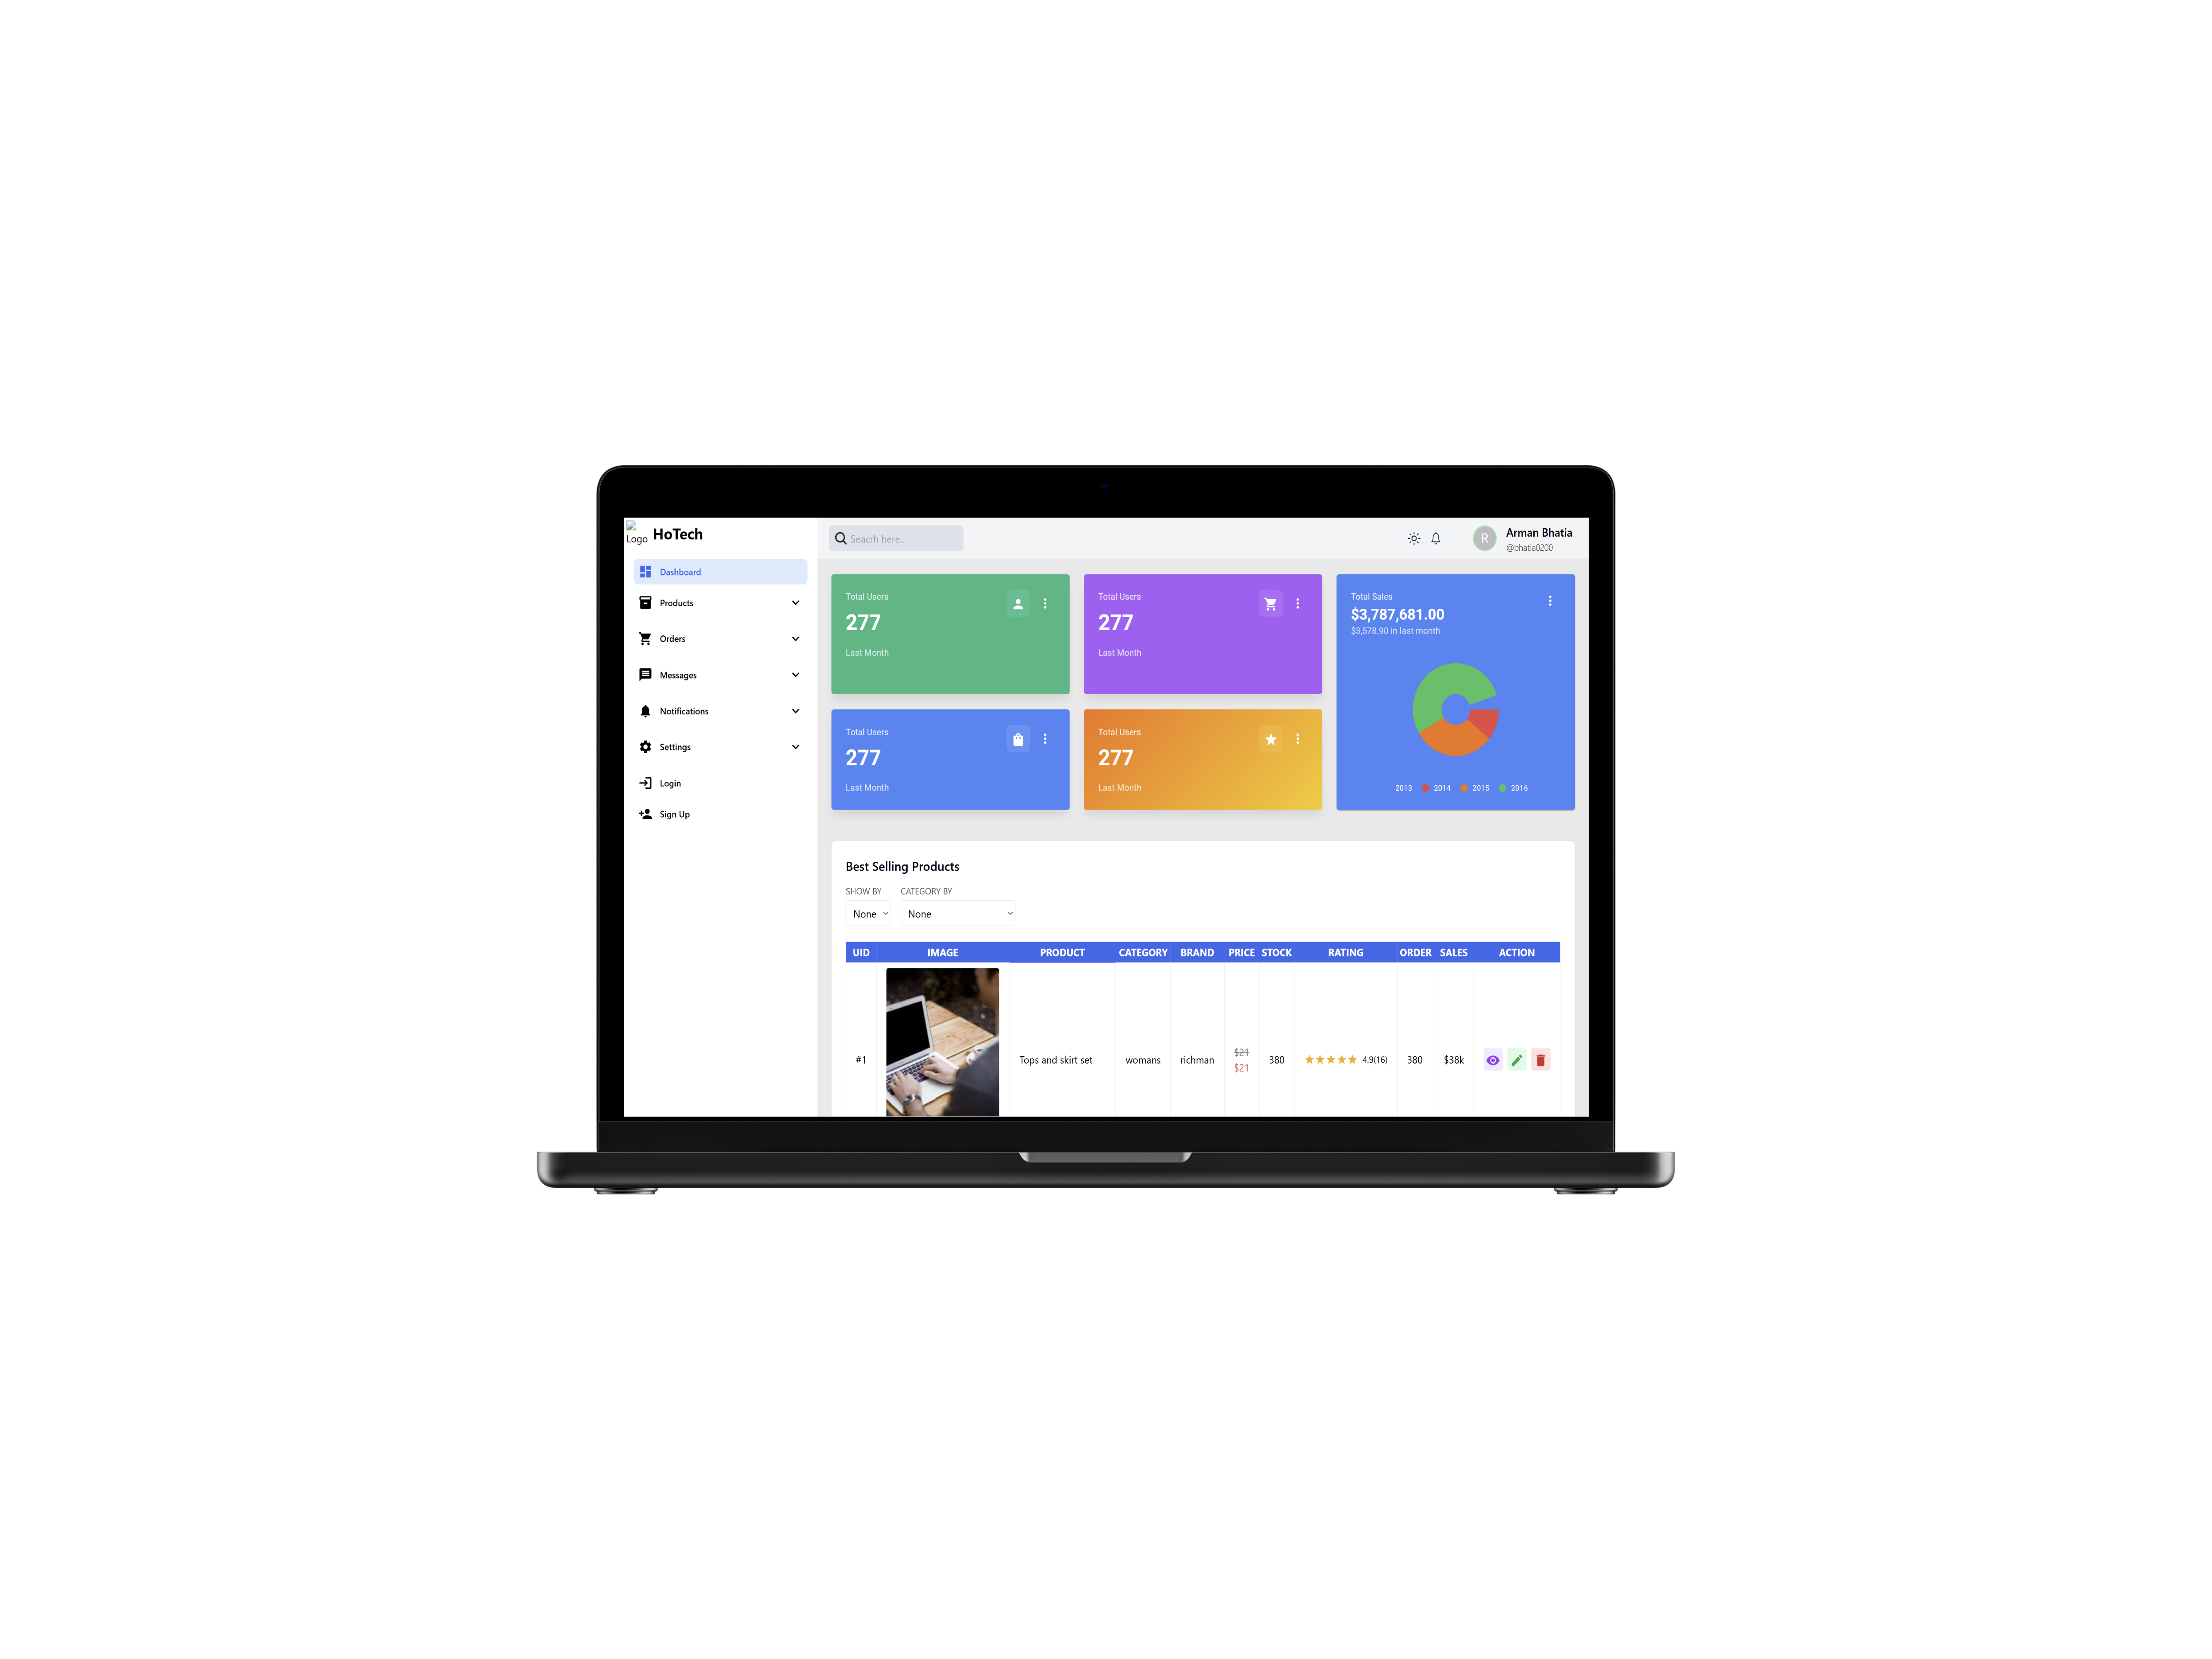 Logo HoTech
Dashboard
Products
Orders
Messages
Notifications
Settings
Login
Sign Up
Seacrh here..
R
Arman Bhatia
@bhatia0200
Total Users
277
Last Month
Total Users
277
Last Month
Total Sales
$3,787,681.00
$3,578.90 in last month
2013 2014 2015 2016
Total Users
277
Last Month
Total Users
277
Last Month
Best Selling Products
SHOW BY CATEGORY BY
None None
UID IMAGE PRODUCT CATEGORY BRAND PRICE STOCK RATING ORDER SALES ACTION
#1 Tops and skirt set womans richman $21 $21 380 4.9(16) 380 $38k